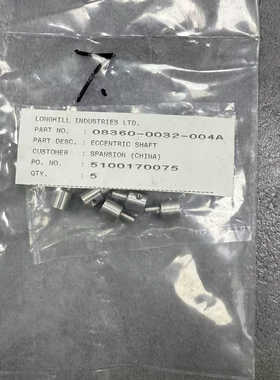 7.
LONGHILL INDUSTRIES LTD.
PART NO. : 08360-0032-004A
PART DESC. : ECCENTRIC SHAFT
CUSTOMER : SPANSION (CHINA)
PO. NO. : 5100170075
QTY. : 5